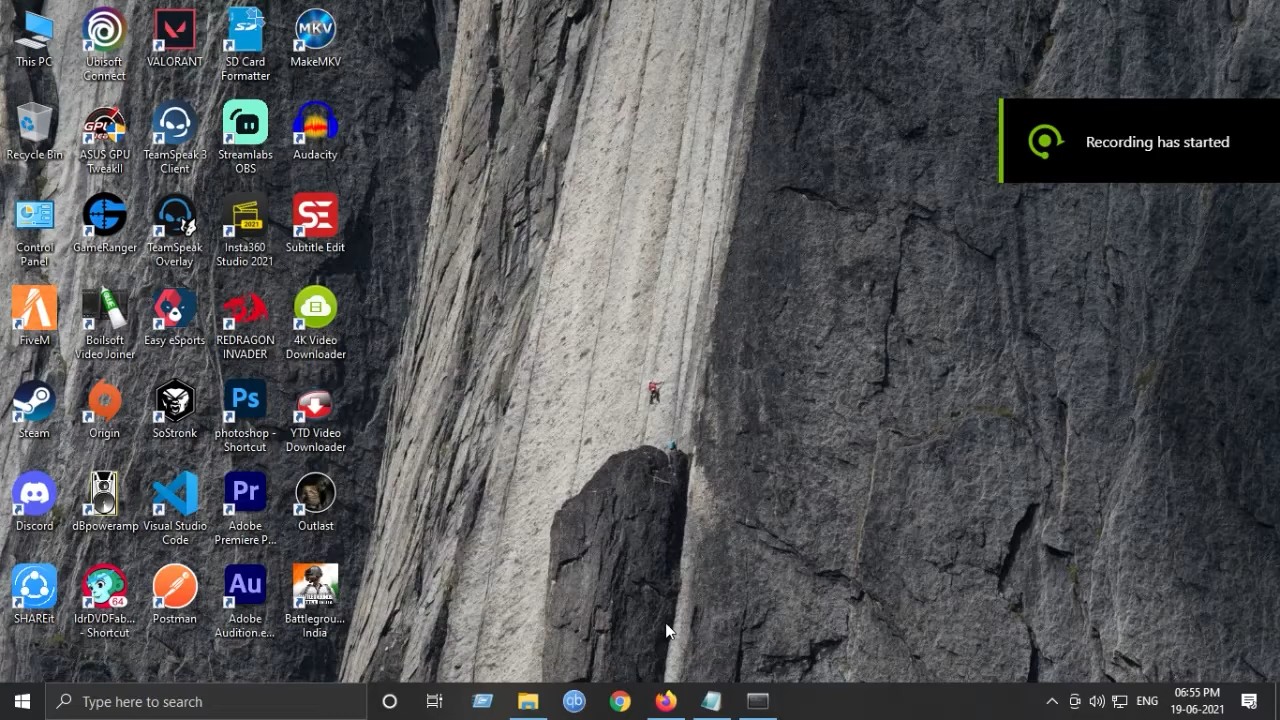 This PC
Ubisoft Connect
VALORANT
SD Card Formatter
MakeMKV
Recycle Bin
ASUS GPU TweakII
TeamSpeak 3 Client
Streamlabs OBS
Audacity
Control Panel
GameRanger
TeamSpeak Overlay
Insta360 Studio 2021
Subtitle Edit
FiveM
Boilsoft Video Joiner
Easy eSports
REDRAGON INVADER
4K Video Downloader
Steam
Origin
SoStronk
photoshop - Shortcut
YTD Video Downloader
Discord
dBpoweramp
Visual Studio Code
Adobe Premiere P...
Outlast
SHAREit
IdrDVDFab... - Shortcut
Postman
Adobe Audition.e...
Battlegrou... India
Recording has started
Type here to search
ENG
06:55 PM
19-06-2021